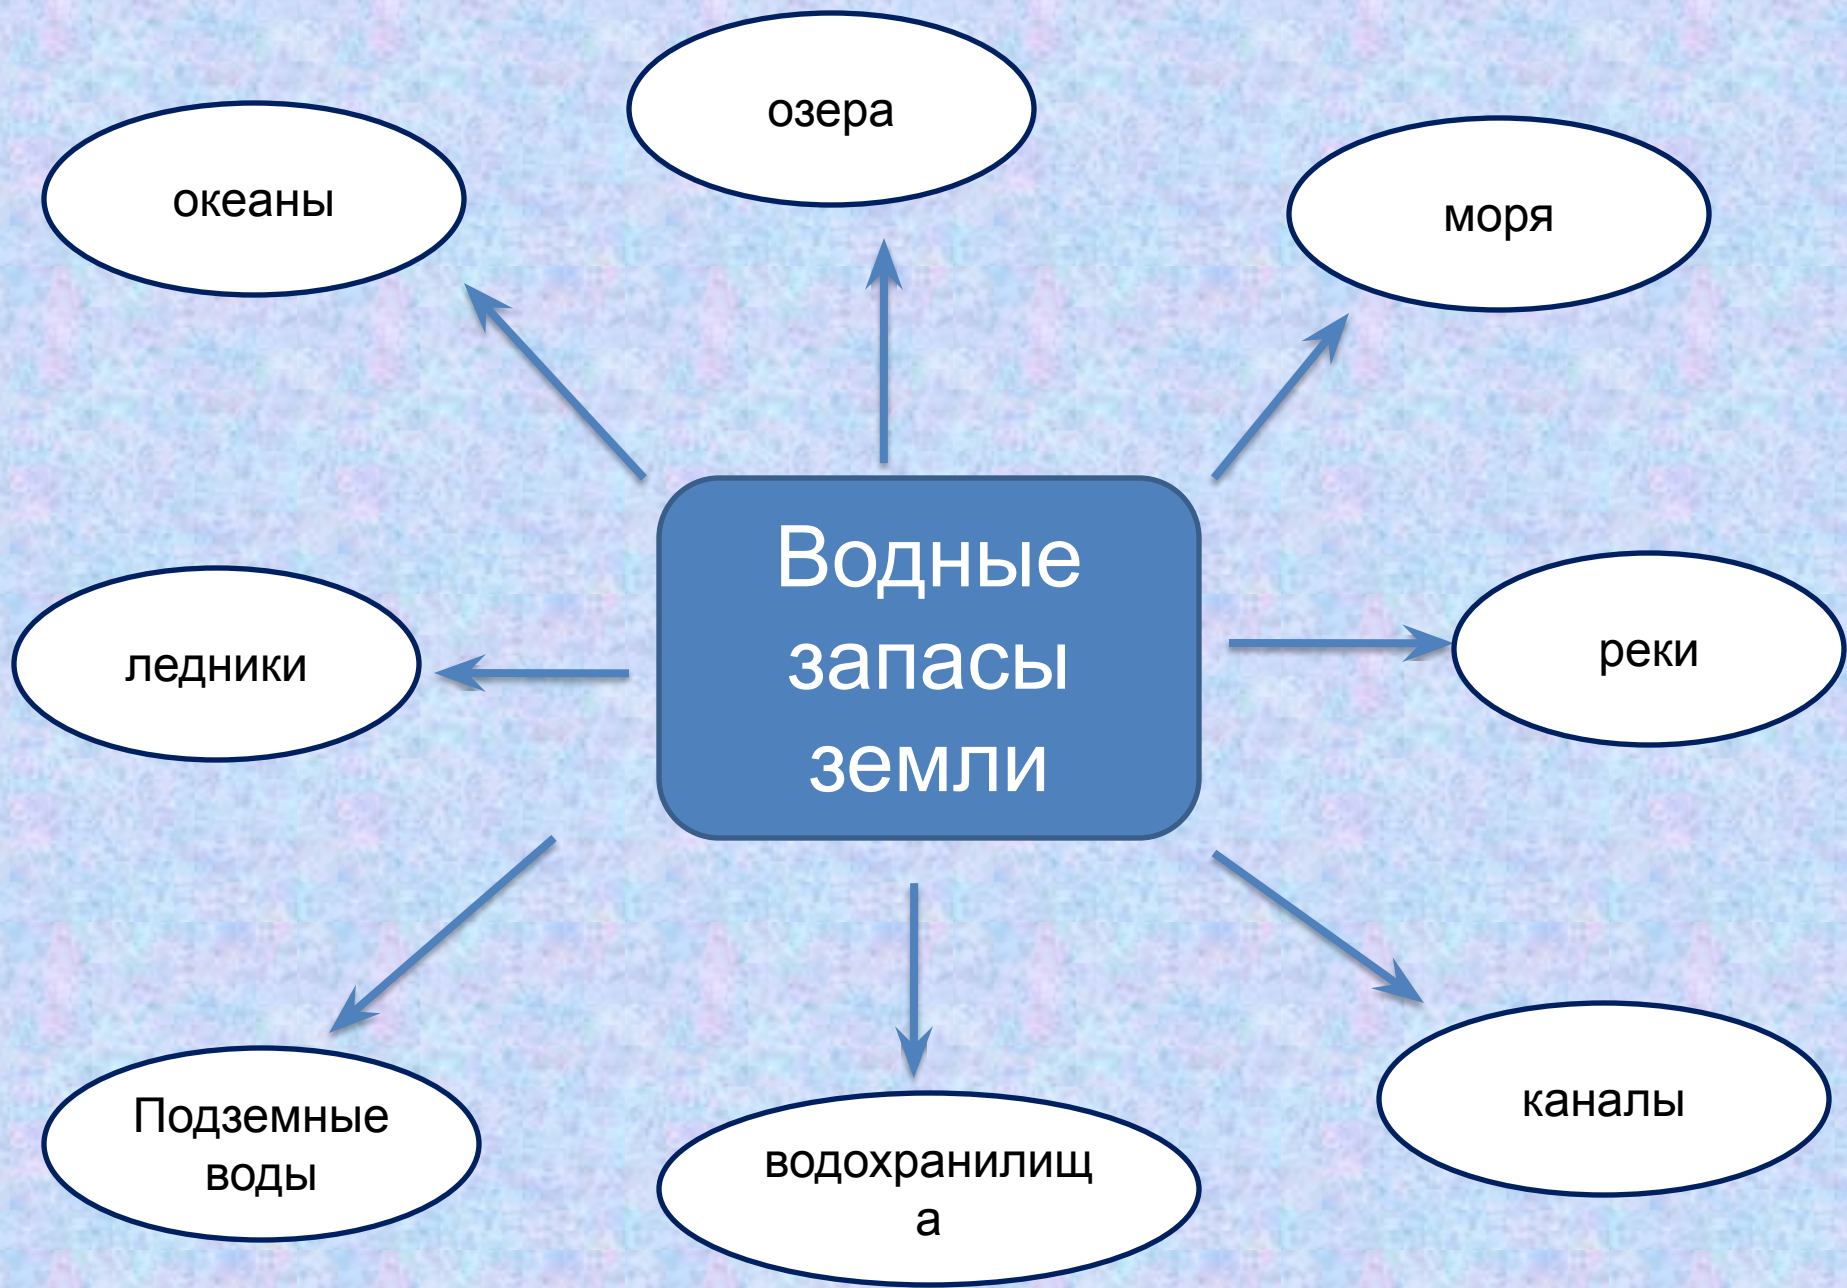 озера
океаны
моря
Водные
запасы
земли
ледники
реки
Подземные
воды
водохранилищ
а
каналы